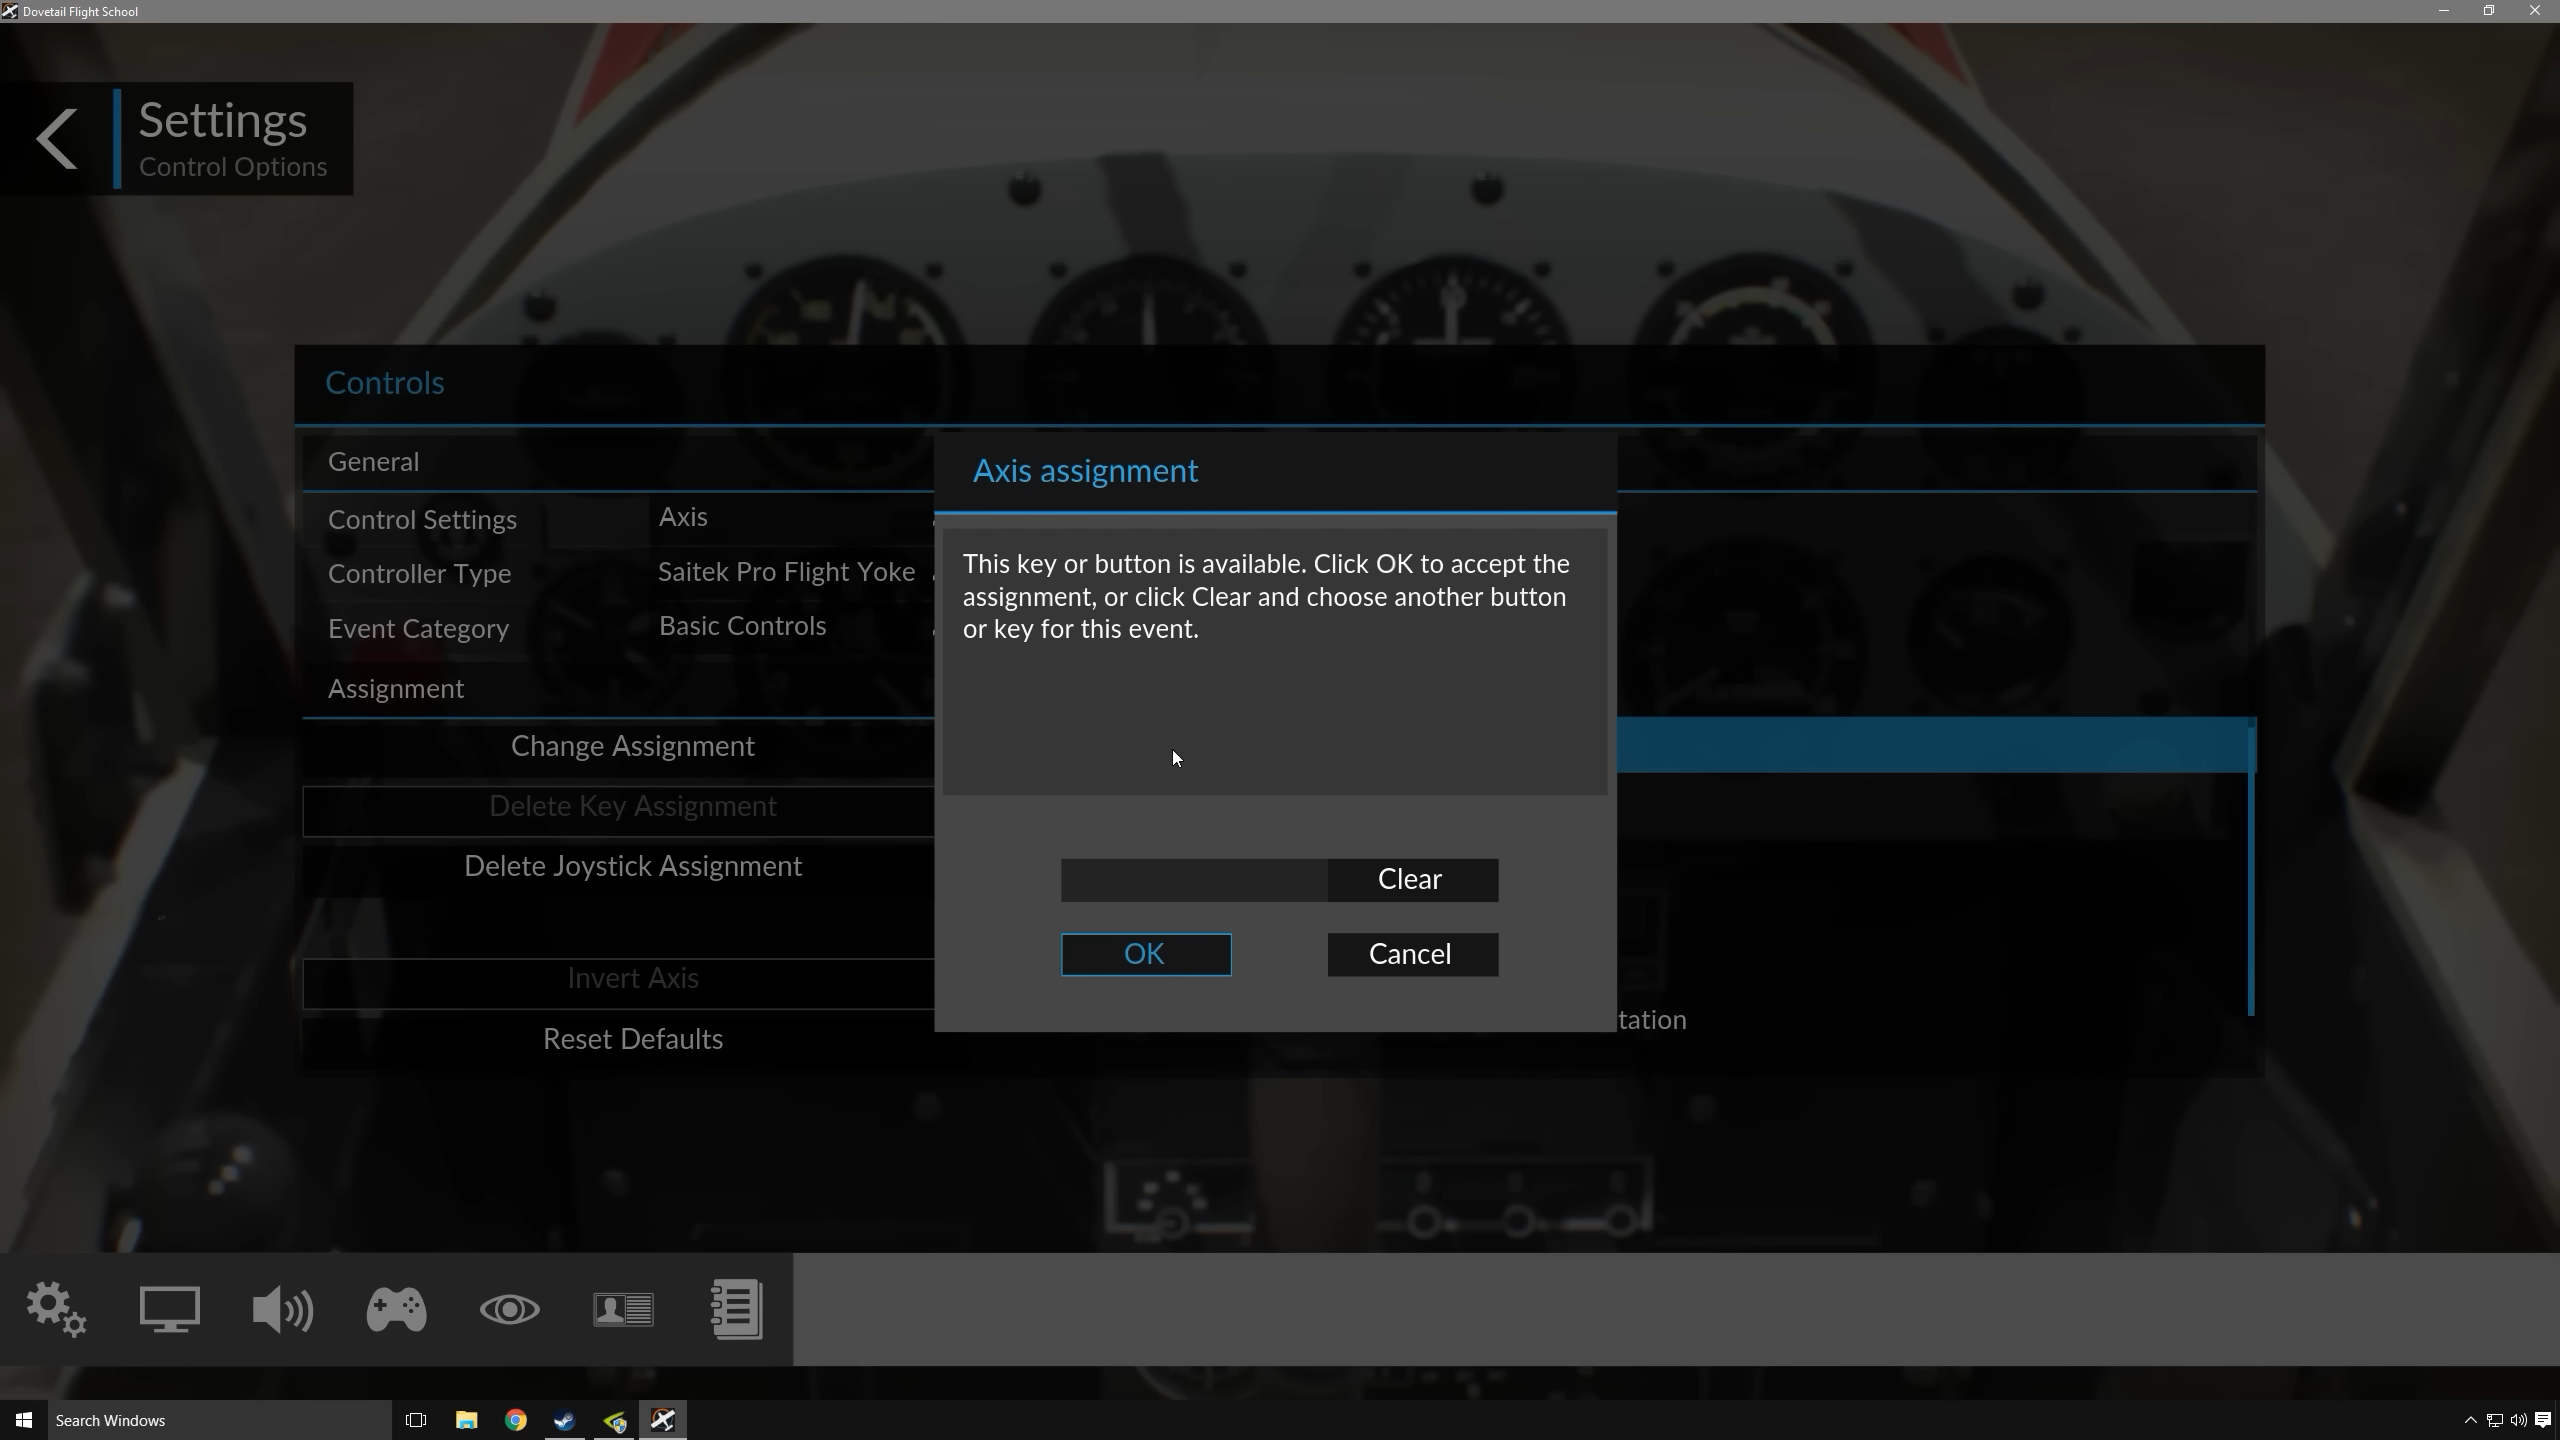 Dovetail Flight School
Settings
Control Options
Controls
General
Control Settings
Axis
Controller Type
Saitek Pro Flight Yoke
Event Category
Basic Controls
Assignment
Change Assignment
Delete Key Assignment
Delete Joystick Assignment
Invert Axis
Reset Defaults
Axis assignment
This key or button is available. Click OK to accept the
assignment, or click Clear and choose another button
or key for this event.
Clear
OK
Cancel
tation
Search Windows